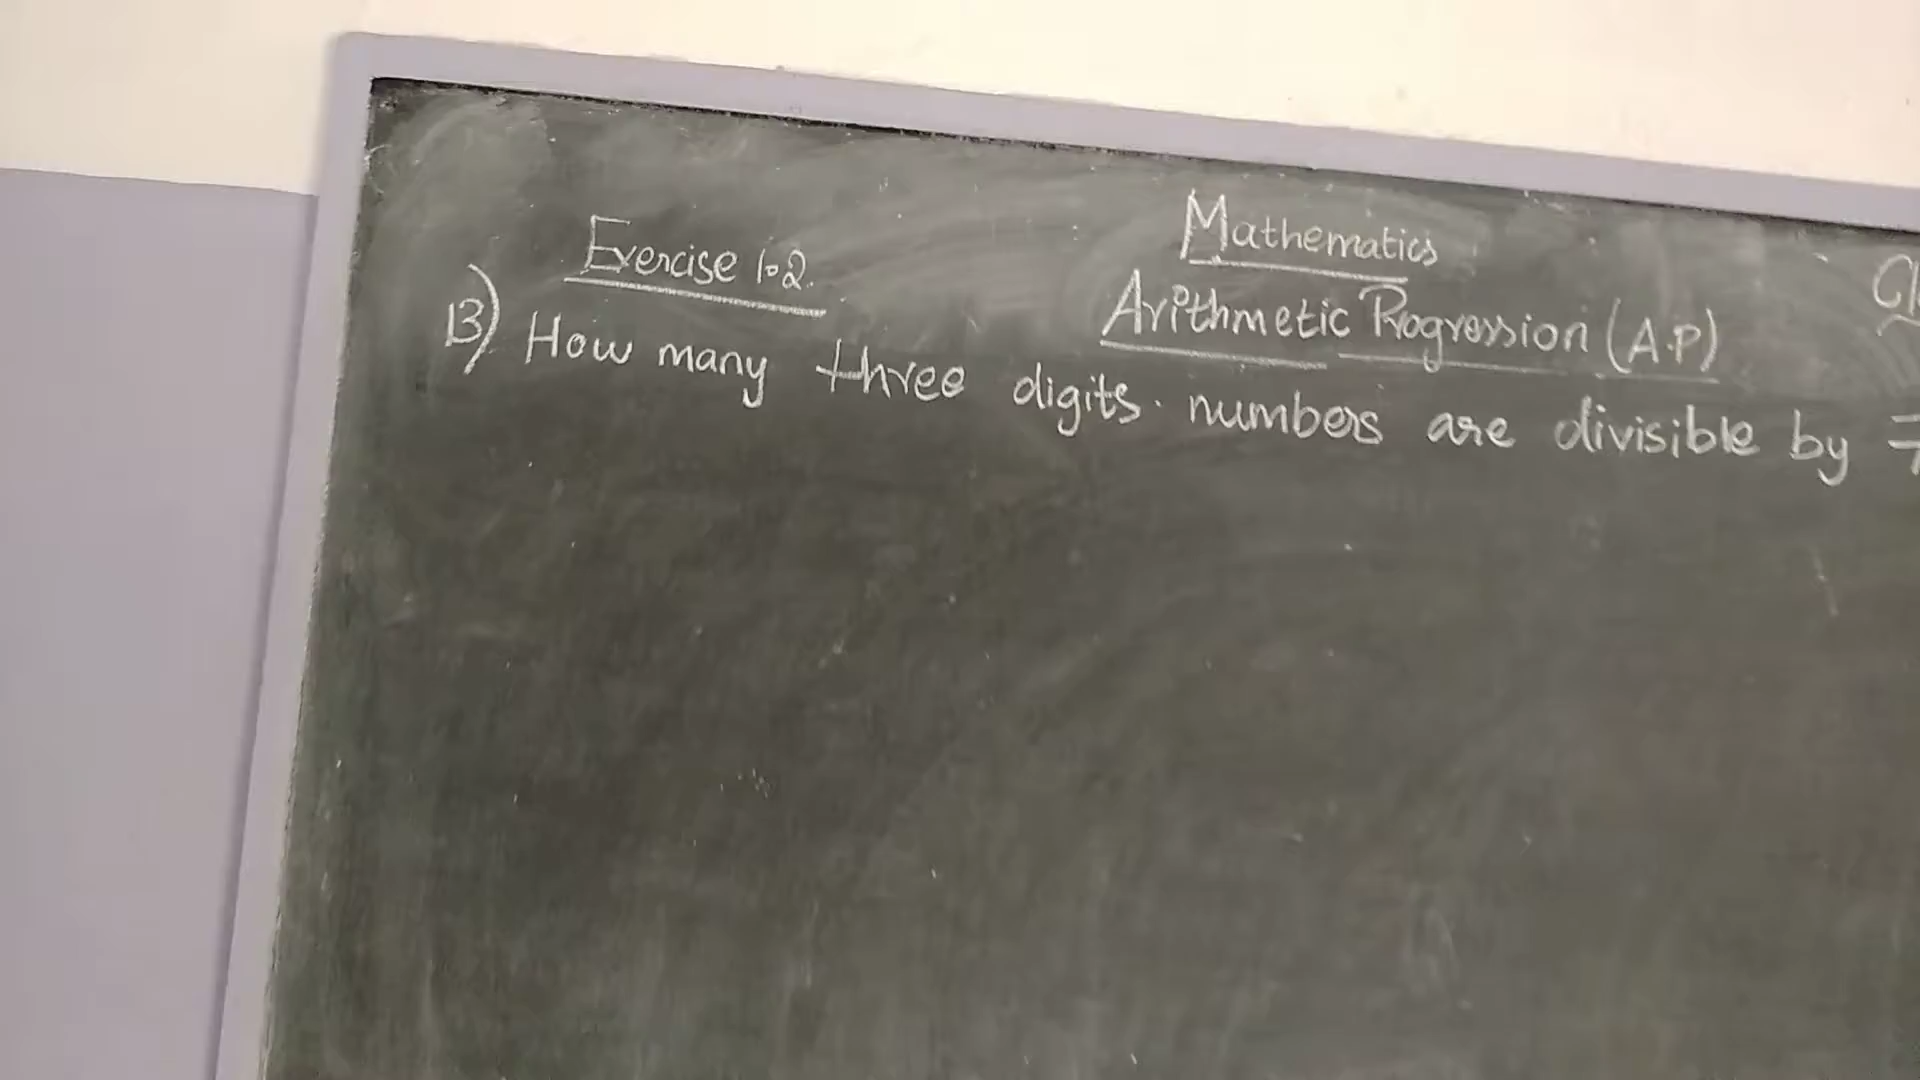 Mathematics
Exercise 1.2.
Arithmetic Progression (A.P)
13) How many three digits. numbers are divisible by 7